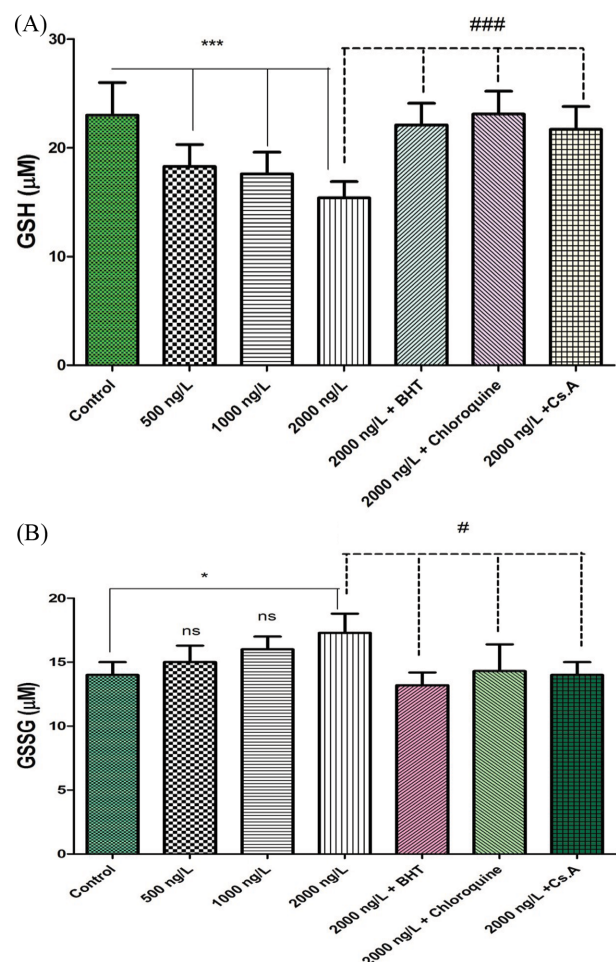 (A)
***
###
30
20
10
0
GSH (µM)
Control
500 ng/L
1000 ng/L
2000 ng/L
2000 ng/L + BHT
2000 ng/L + Chloroquine
2000 ng/L +Cs.A
(B)
*
ns
ns
#
20
15
10
5
0
GSSG (µM)
Control
500 ng/L
1000 ng/L
2000 ng/L
2000 ng/L + BHT
2000 ng/L + Chloroquine
2000 ng/L +Cs.A